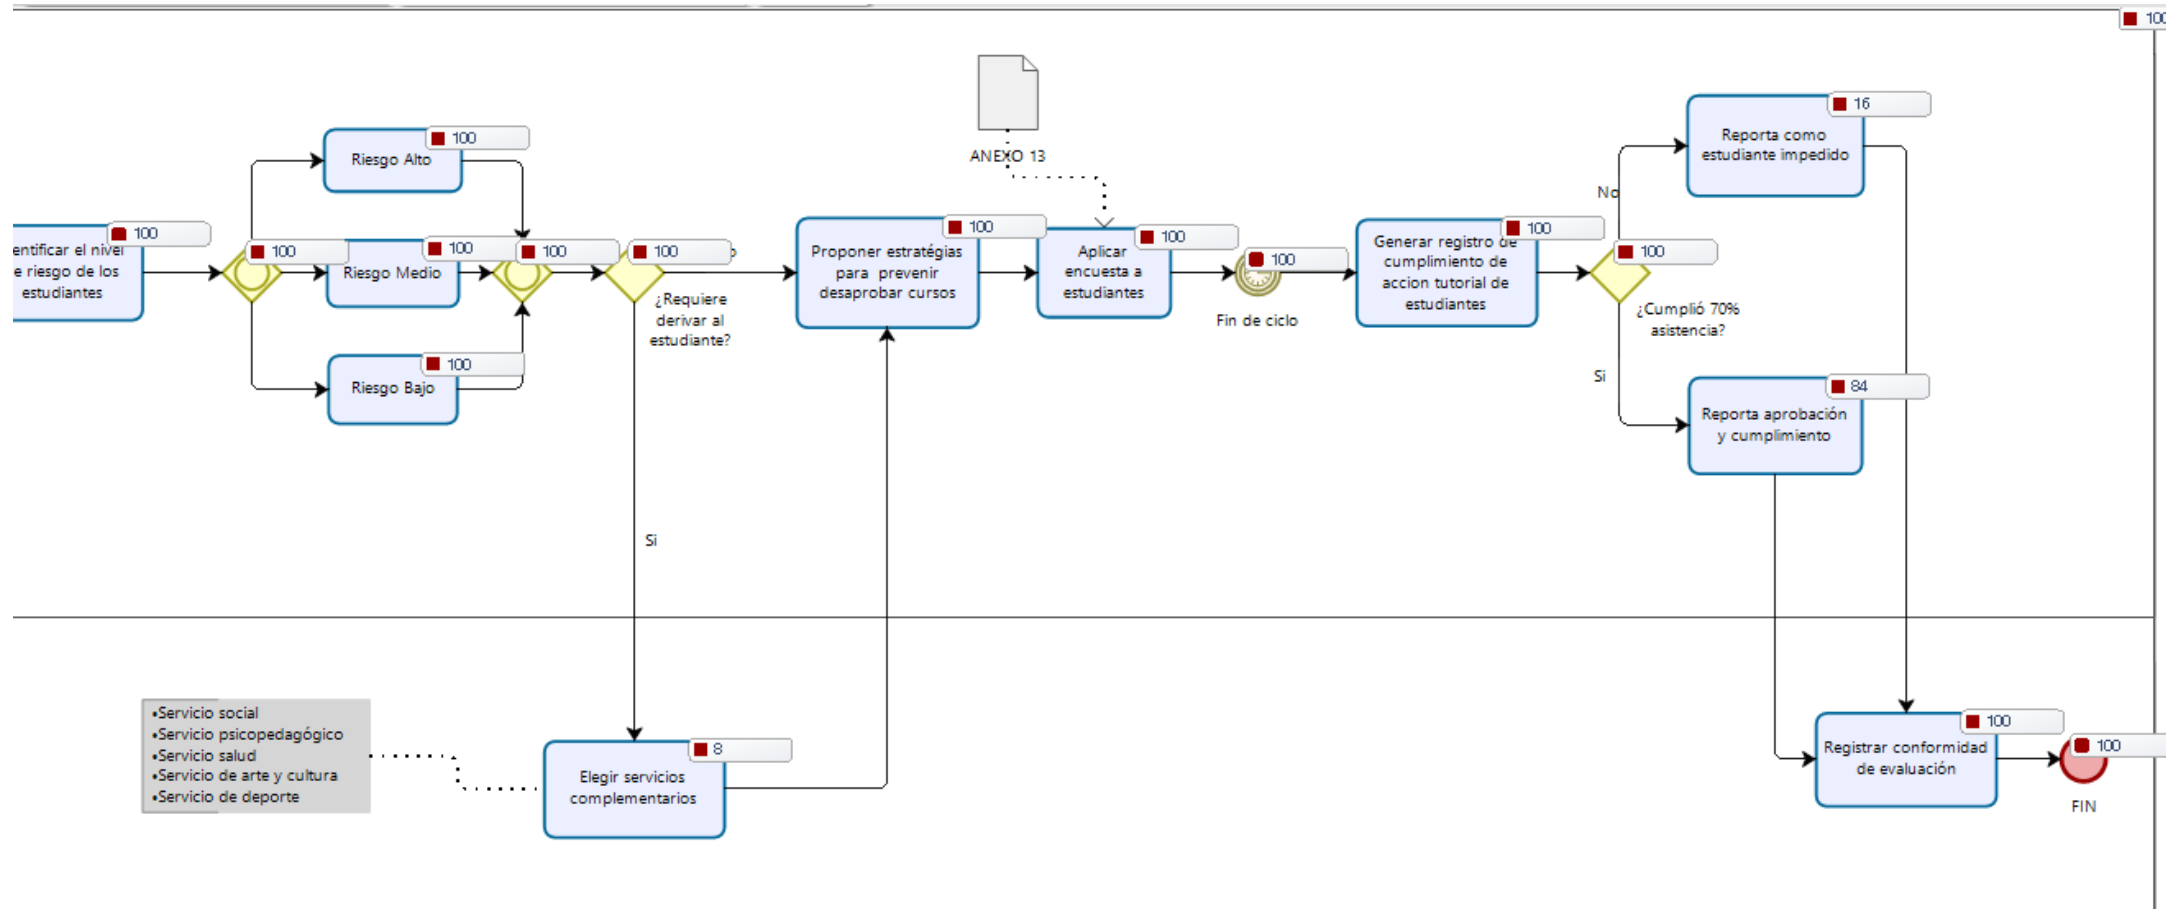 100
ANEXO 13
16
Reporta como
estudiante impedido
100
Riesgo Alto
No
100
entificar el nivel
e riesgo de los
estudiantes
100
100
Riesgo Medio
100
100
¿Requiere
derivar al
estudiante?
100
Proponer estratégias
para prevenir
desaprobar cursos
100
Aplicar
encuesta a
estudiantes
100
Fin de ciclo
100
Generar registro de
cumplimiento de
accion tutorial de
estudiantes
100
¿Cumplió 70%
asistencia?
100
Riesgo Bajo
Si
84
Reporta aprobación
y cumplimiento
Si
•Servicio social
•Servicio psicopedagógico
•Servicio salud
•Servicio de arte y cultura
•Servicio de deporte
8
Elegir servicios
complementarios
100
Registrar conformidad
de evaluación
100
FIN